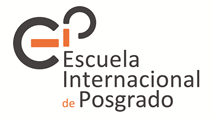 Escuela
Internacional
de Posgrado